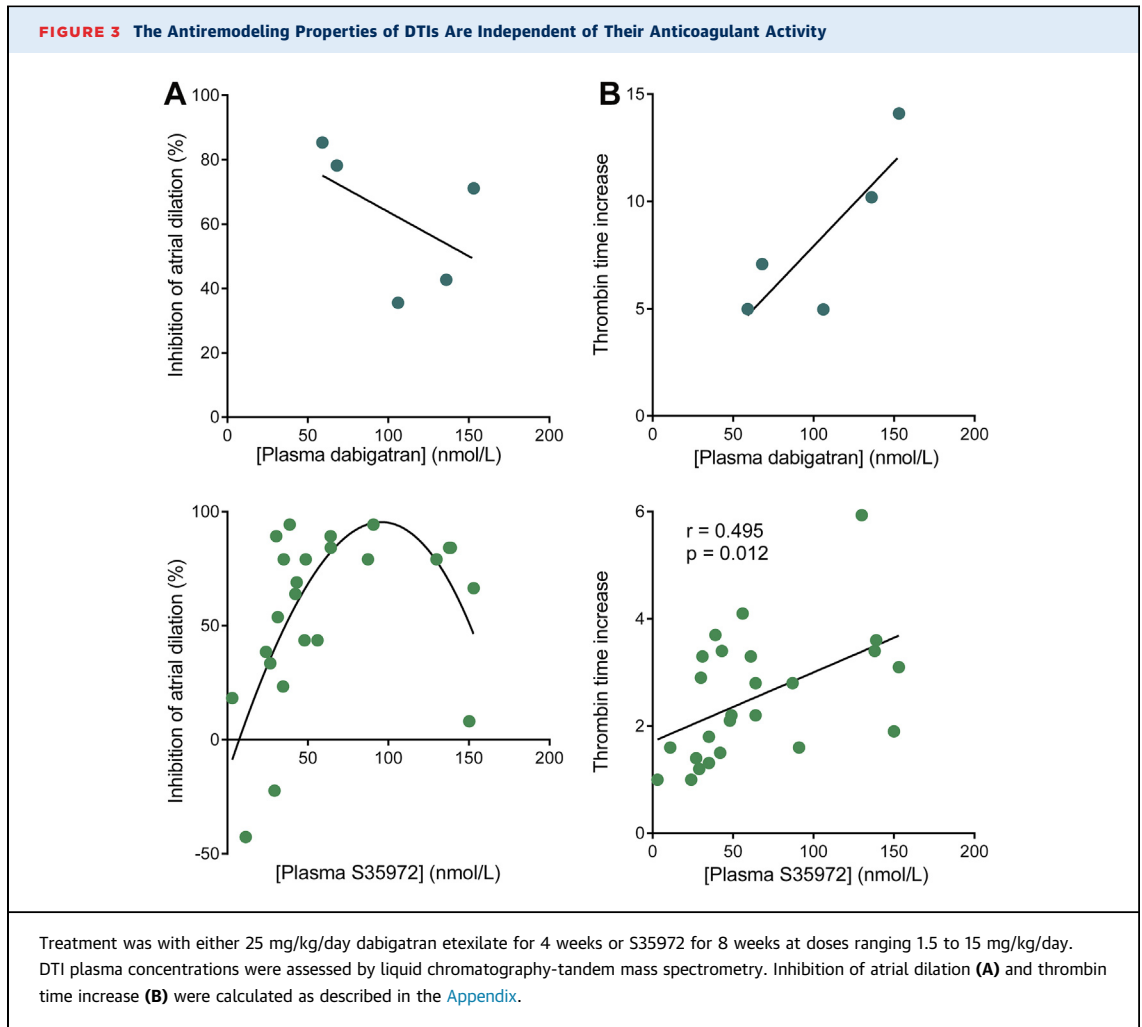 FIGURE 3 The Antiremodeling Properties of DTIs Are Independent of Their Anticoagulant Activity
A
Inhibition of atrial dilation (%)
100
80
60
40
20
0
0 50 100 150 200
[Plasma dabigatran] (nmol/L)
B
Thrombin time increase
15
10
5
0
0 50 100 150 200
[Plasma dabigatran] (nmol/L)
Inhibition of atrial dilation (%)
100
50
0
-50
50 100 150 200
[Plasma S35972] (nmol/L)
Thrombin time increase
6
4
2
0
r = 0.495
p = 0.012
0 50 100 150 200
[Plasma S35972] (nmol/L)
Treatment was with either 25 mg/kg/day dabigatran etexilate for 4 weeks or S35972 for 8 weeks at doses ranging 1.5 to 15 mg/kg/day.
DTI plasma concentrations were assessed by liquid chromatography-tandem mass spectrometry. Inhibition of atrial dilation (A) and thrombin
time increase (B) were calculated as described in the Appendix.